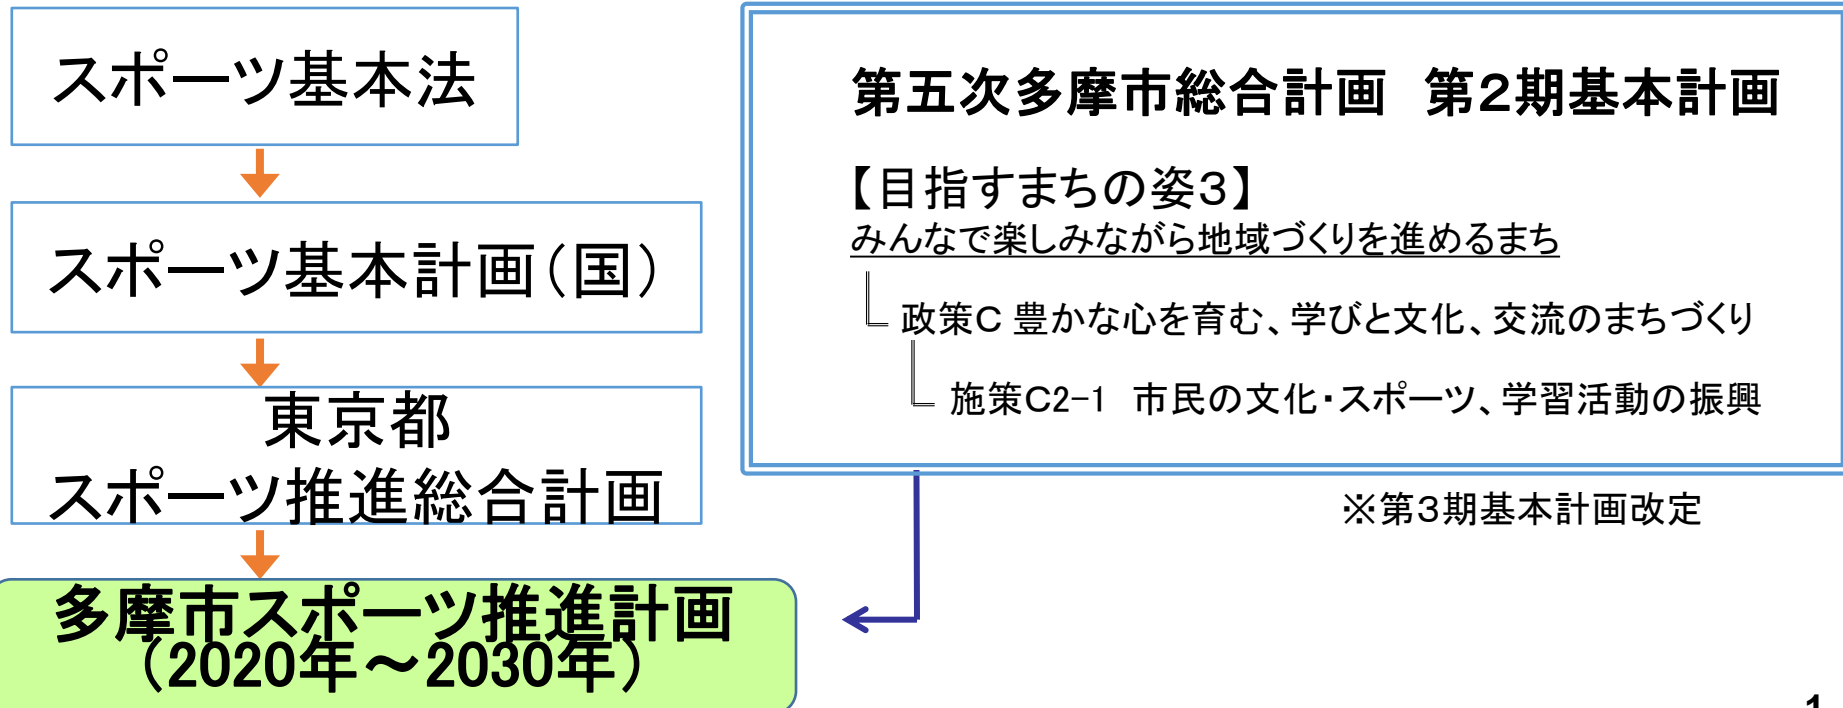 スポーツ基本法
スポーツ基本計画（国）
東京都
スポーツ推進総合計画
多摩市スポーツ推進計画
（2020年～2030年）
第五次多摩市総合計画　第２期基本計画
【目指すまちの姿３】
みんなで楽しみながら地域づくりを進めるまち
政策Ｃ 豊かな心を育む、学びと文化、交流のまちづくり
施策Ｃ2-1　市民の文化・スポーツ、学習活動の振興
※第３期基本計画改定
1